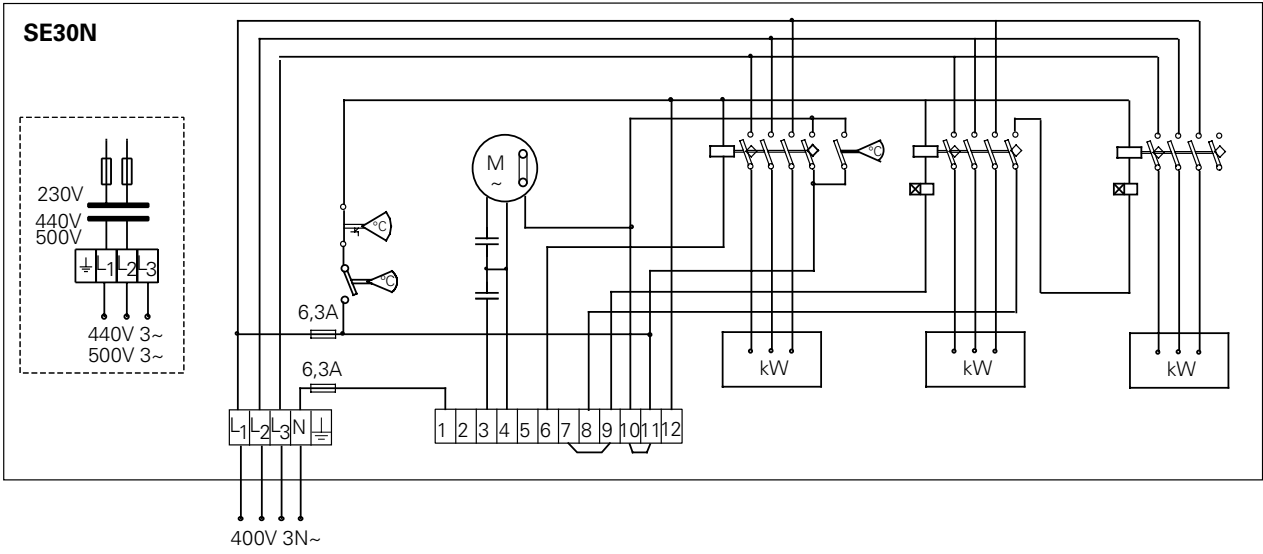 SE30N
230V
440V
500V
L1 L2 L3
440V 3~
500V 3~
M
~
°C
°C
°C
6,3A
6,3A
kW
kW
kW
L1 L2 L3 N
1 2 3 4 5 6 7 8 9 10 11 12
400V 3N~